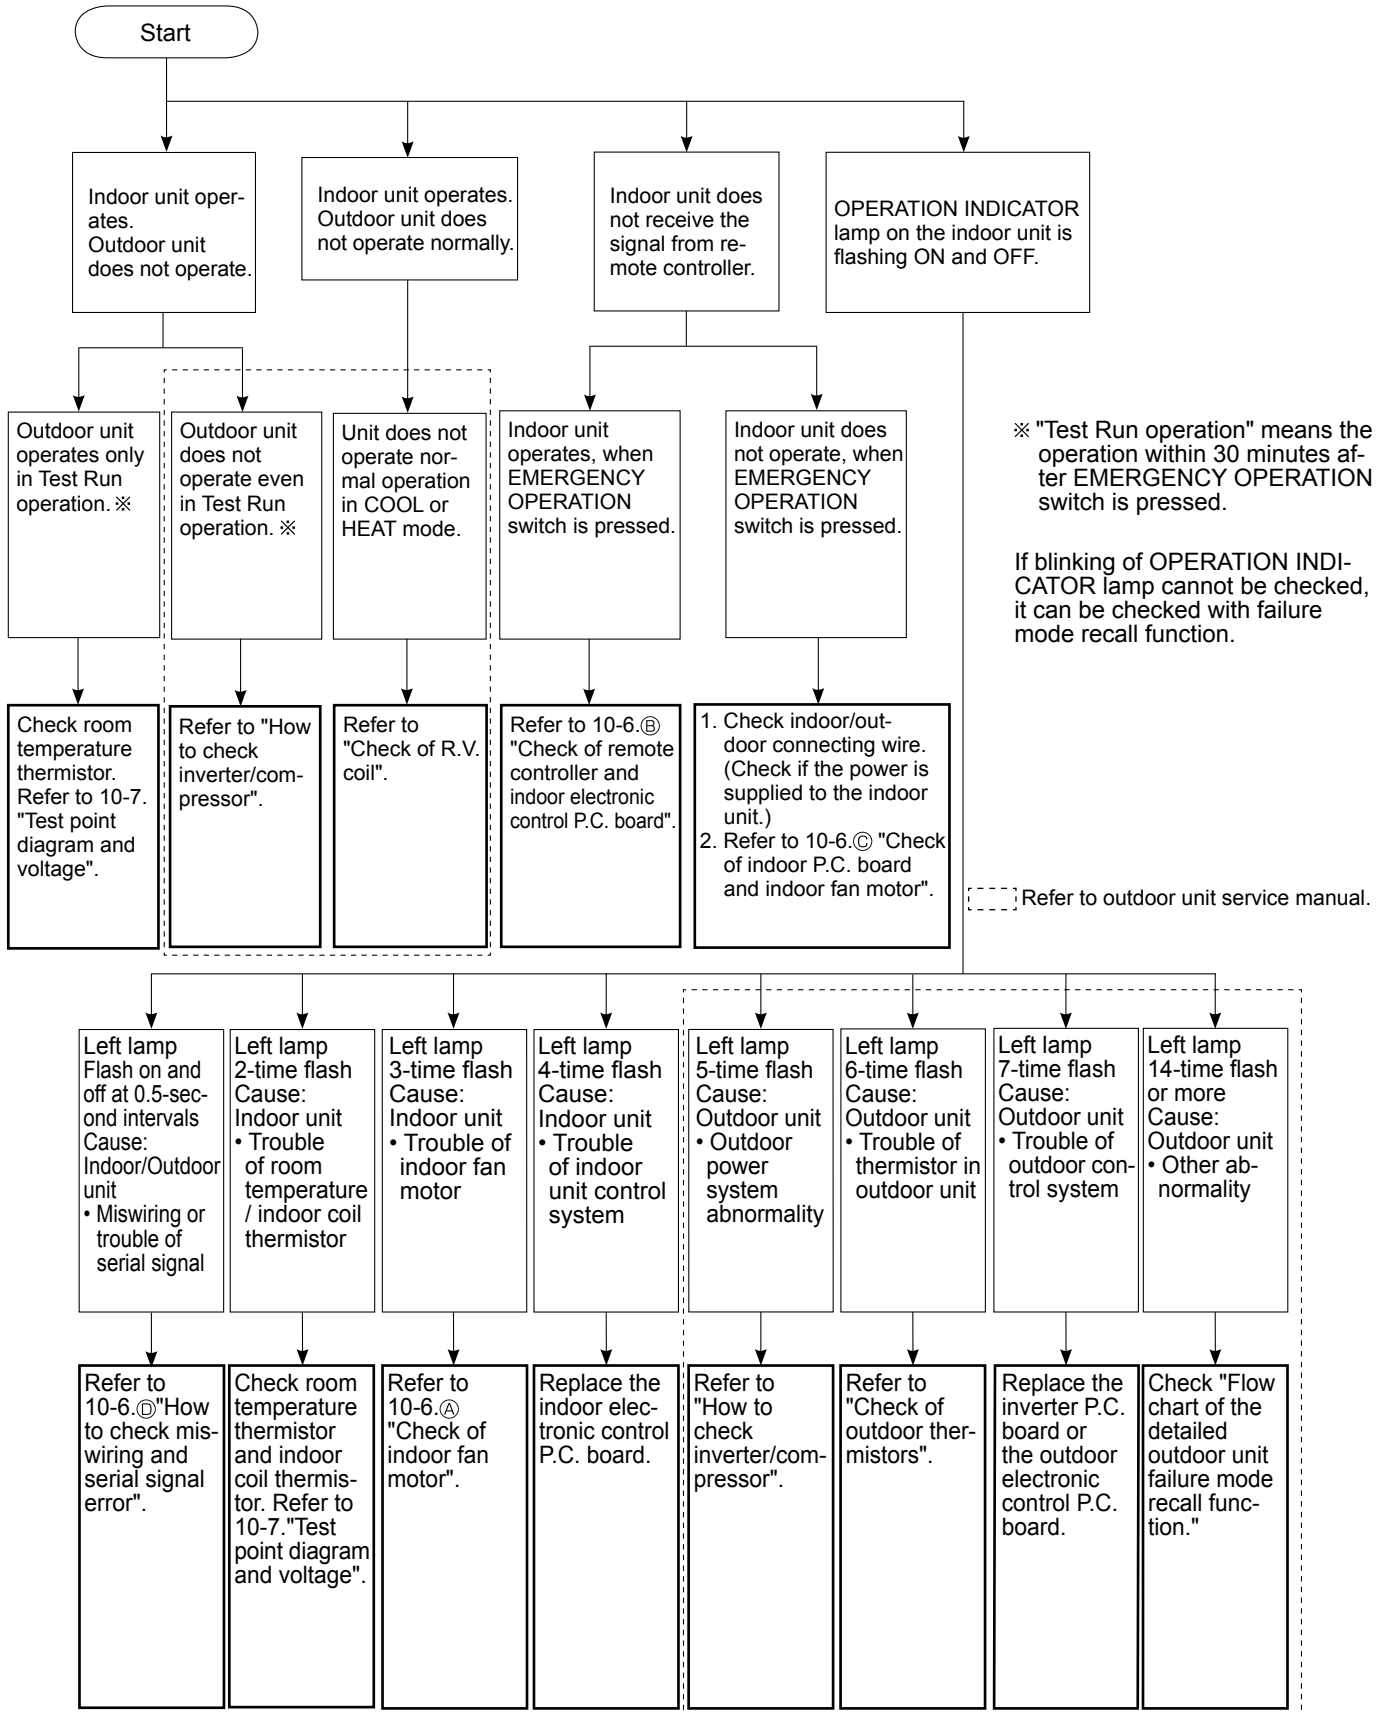 Start
Indoor unit oper-
ates.
Outdoor unit
does not operate.
Indoor unit operates.
Outdoor unit does
not operate normally.
Indoor unit does
not receive the
signal from re-
mote controller.
OPERATION INDICATOR
lamp on the indoor unit is
flashing ON and OFF.
Outdoor unit
operates only
in Test Run
operation. ※
Outdoor unit
does not
operate even
in Test Run
operation. ※
Unit does not
operate nor-
mal operation
in COOL or
HEAT mode.
Indoor unit
operates, when
EMERGENCY
OPERATION
switch is pressed.
Indoor unit does
not operate, when
EMERGENCY
OPERATION
switch is pressed.
※ "Test Run operation" means the
operation within 30 minutes af-
ter EMERGENCY OPERATION
switch is pressed.
If blinking of OPERATION INDI-
CATOR lamp cannot be checked,
it can be checked with failure
mode recall function.
Check room
temperature
thermistor.
Refer to 10-7.
"Test point
diagram and
voltage".
Refer to "How
to check
inverter/com-
pressor".
Refer to
"Check of R.V.
coil".
Refer to 10-6.Ⓑ
"Check of remote
controller and
indoor electronic
control P.C. board".
1. Check indoor/out-
door connecting wire.
(Check if the power is
supplied to the indoor
unit.)
2. Refer to 10-6.Ⓒ "Check
of indoor P.C. board
and indoor fan motor".
Refer to outdoor unit service manual.
Left lamp
Flash on and
off at 0.5-sec-
ond intervals
Cause:
Indoor/Outdoor
unit
• Miswiring or
trouble of
serial signal
Left lamp
2-time flash
Cause:
Indoor unit
• Trouble
of room
temperature
/ indoor coil
thermistor
Left lamp
3-time flash
Cause:
Indoor unit
• Trouble of
indoor fan
motor
Left lamp
4-time flash
Cause:
Indoor unit
• Trouble
of indoor
unit control
system
Left lamp
5-time flash
Cause:
Outdoor unit
• Outdoor
power
system
abnormality
Left lamp
6-time flash
Cause:
Outdoor unit
• Trouble of
thermistor in
outdoor unit
Left lamp
7-time flash
Cause:
Outdoor unit
• Trouble of
outdoor con-
trol system
Left lamp
14-time flash
or more
Cause:
Outdoor unit
• Other ab-
normality
Refer to
10-6.Ⓓ"How
to check mis-
wiring and
serial signal
error".
Check room
temperature
thermistor
and indoor
coil thermis-
tor. Refer to
10-7."Test
point diagram
and voltage".
Refer to
10-6.Ⓐ
"Check of
indoor fan
motor".
Replace the
indoor elec-
tronic control
P.C. board.
Refer to
"How to
check
inverter/com-
pressor".
Refer to
"Check of
outdoor ther-
mistors".
Replace the
inverter P.C.
board or
the outdoor
electronic
control P.C.
board.
Check "Flow
chart of the
detailed
outdoor unit
failure mode
recall func-
tion."